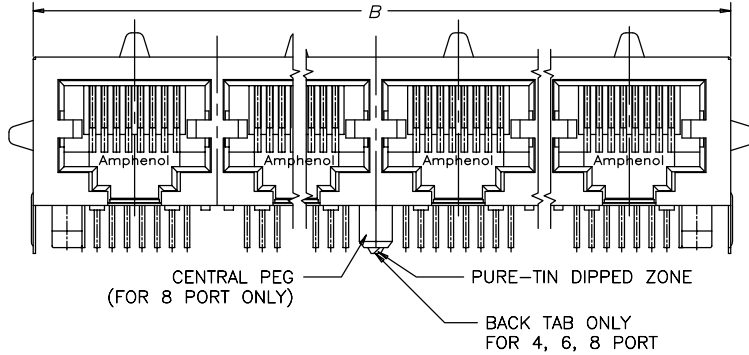 B
Amphenol Amphenol Amphenol Amphenol
CENTRAL PEG
(FOR 8 PORT ONLY)
PURE-TIN DIPPED ZONE
BACK TAB ONLY
FOR 4, 6, 8 PORT